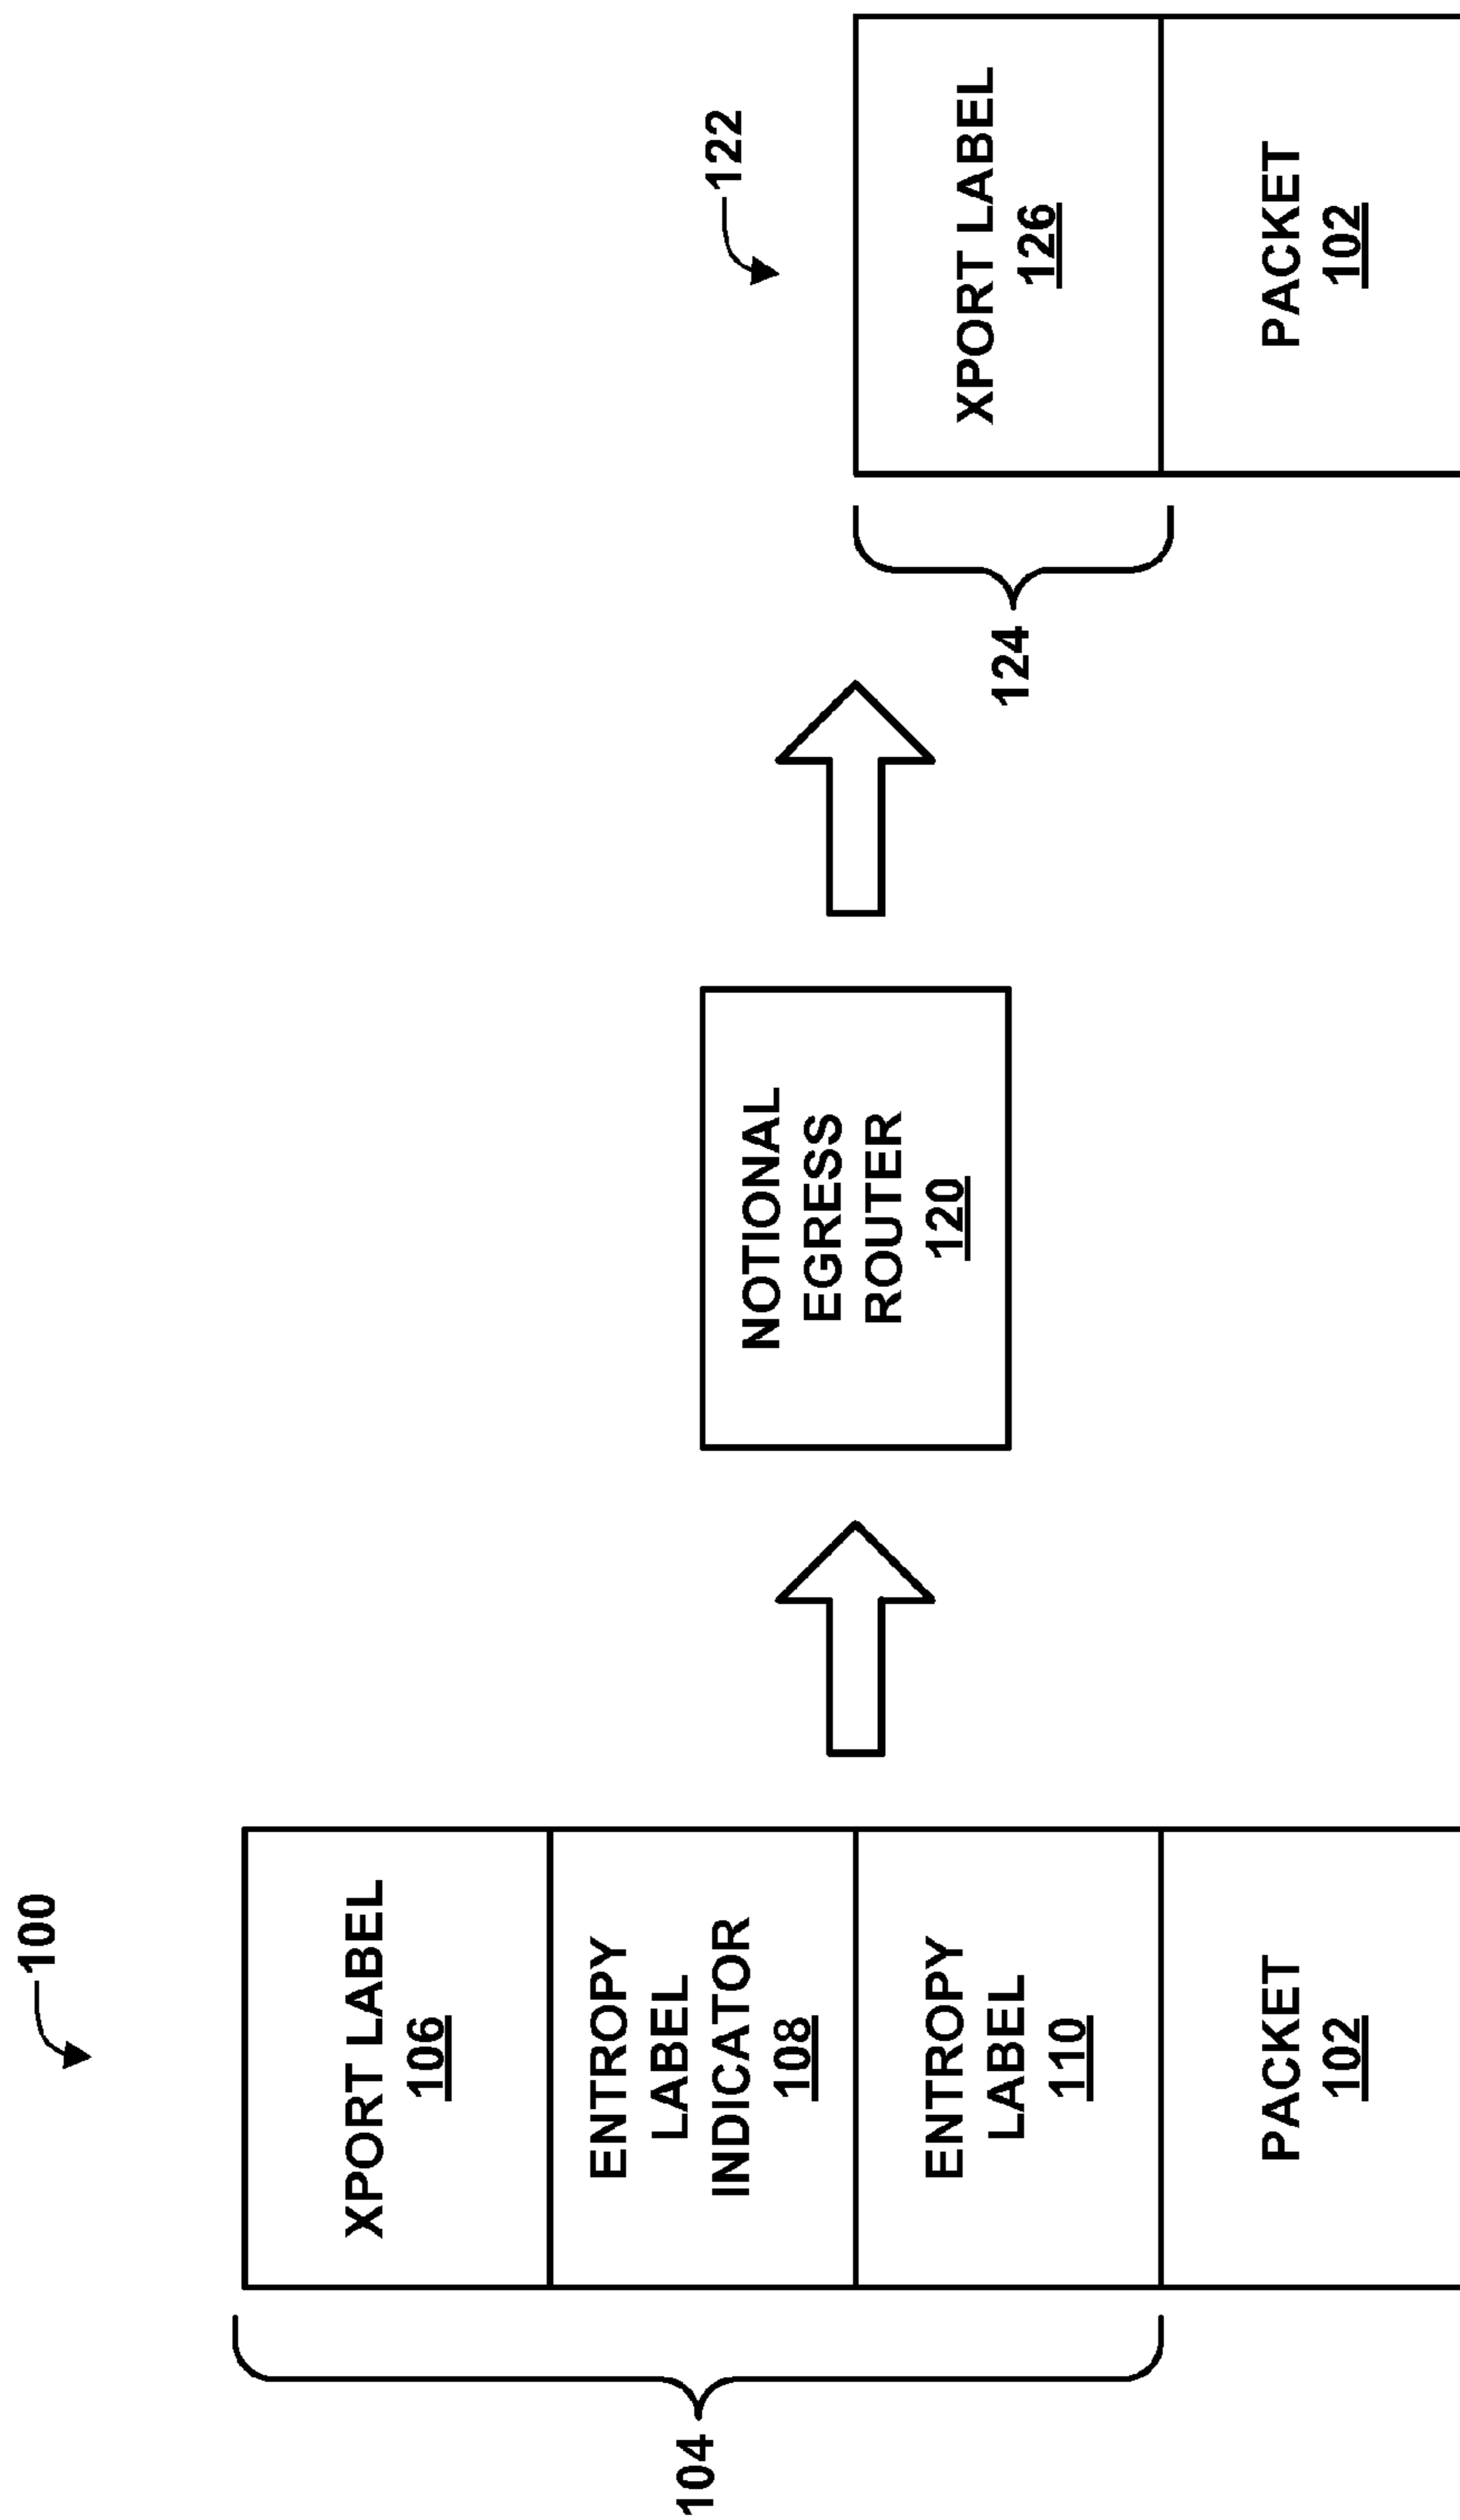 100
XPORT LABEL
106
ENTROPY
LABEL
INDICATOR
108
ENTROPY
LABEL
110
PACKET
102
104
NOTIONAL
EGRESS
ROUTER
120
122
XPORT LABEL
126
PACKET
102
124